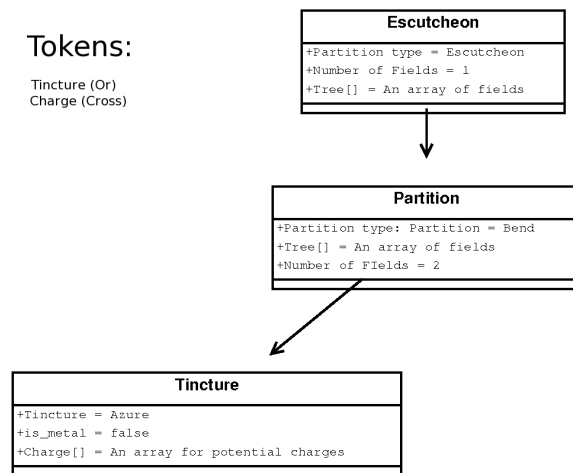 Tokens:
Tincture (Or)
Charge (Cross)
Escutcheon
+Partition type = Escutcheon
+Number of Fields = 1
+Tree[] = An array of fields
Partition
+Partition type: Partition = Bend
+Tree[] = An array of fields
+Number of FIelds = 2
Tincture
+Tincture = Azure
+is_metal = false
+Charge[] = An array for potential charges